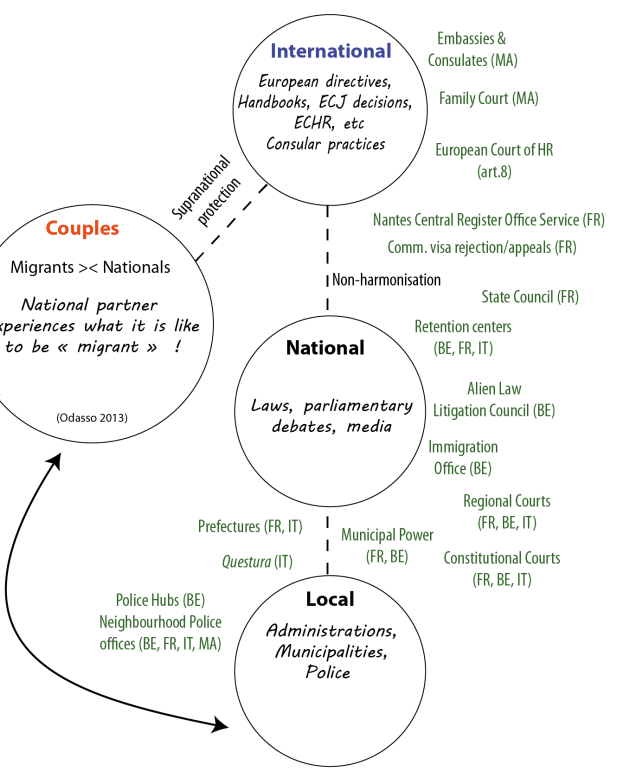 International
European directives,
Handbooks, ECJ decisions,
ECHR, etc
Consular practices
Embassies &
Consulates (MA)
Family Court (MA)
European Court of HR
(art.8)
Supranational
protection
Nantes Central Register Office Service (FR)
Comm. visa rejection/appeals (FR)
Couples
Migrants >< Nationals
National partner
xperiences what it is like
to be « migrant » !
(Odasso 2013)
Non-harmonisation
State Council (FR)
Retention centers
(BE, FR, IT)
National
Laws, parliamentary
debates, media
Alien Law
Litigation Council (BE)
Immigration
Office (BE)
Regional Courts
(FR, BE, IT)
Constitutional Courts
(FR, BE, IT)
Prefectures (FR, IT)
Questura (IT)
Municipal Power
(FR, BE)
Police Hubs (BE)
Neighbourhood Police
offices (BE, FR, IT, MA)
Local
Administrations,
Municipalities,
Police